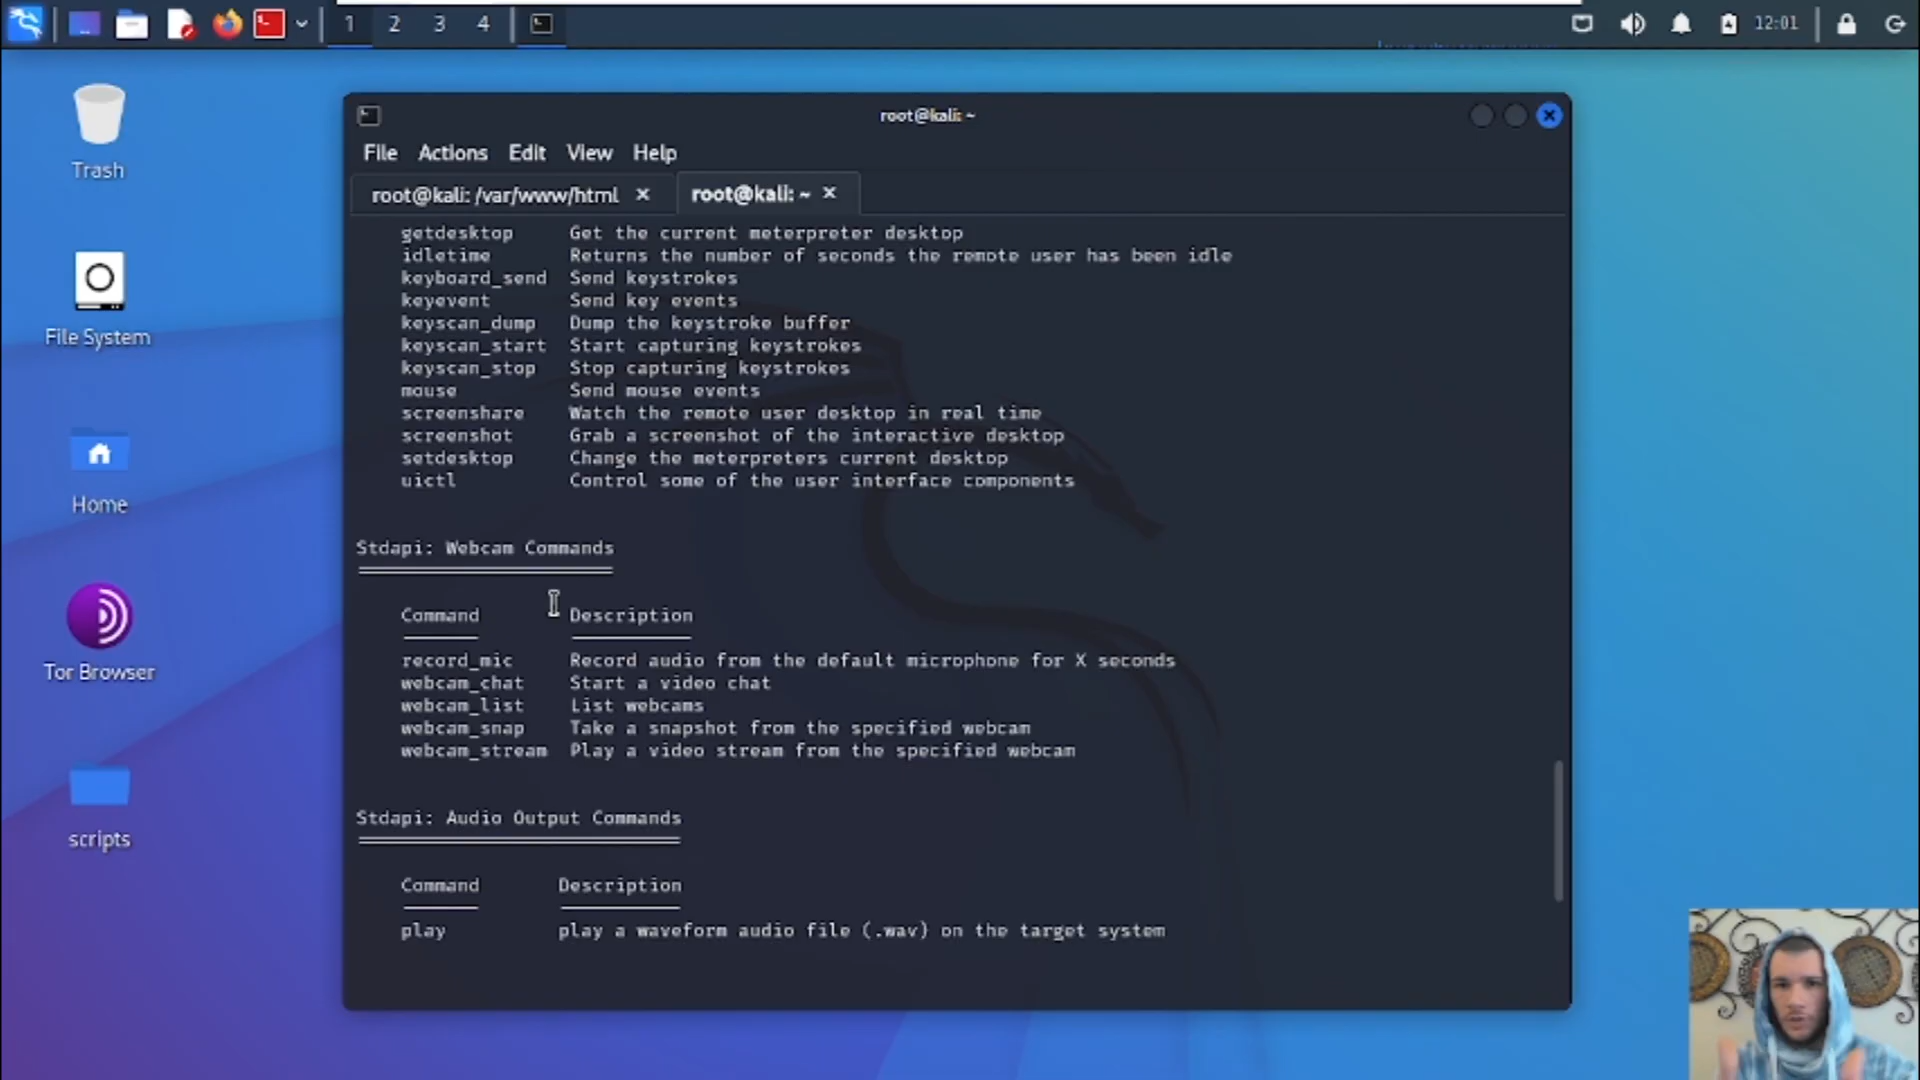 1 2 3 4 12:01
root@kali: ~
File Actions Edit View Help
root@kali: /var/www/html root@kali: ~
getdesktop Get the current meterpreter desktop
idletime Returns the number of seconds the remote user has been idle
keyboard_send Send keystrokes
keyevent Send key events
keyscan_dump Dump the keystroke buffer
keyscan_start Start capturing keystrokes
keyscan_stop Stop capturing keystrokes
mouse Send mouse events
screenshare Watch the remote user desktop in real time
screenshot Grab a screenshot of the interactive desktop
setdesktop Change the meterpreters current desktop
uictl Control some of the user interface components
Stdapi: Webcam Commands
Command Description
record_mic Record audio from the default microphone for X seconds
webcam_chat Start a video chat
webcam_list List webcams
webcam_snap Take a snapshot from the specified webcam
webcam_stream Play a video stream from the specified webcam
Stdapi: Audio Output Commands
Command Description
play play a waveform audio file (.wav) on the target system
Trash
File System
Home
Tor Browser
scripts